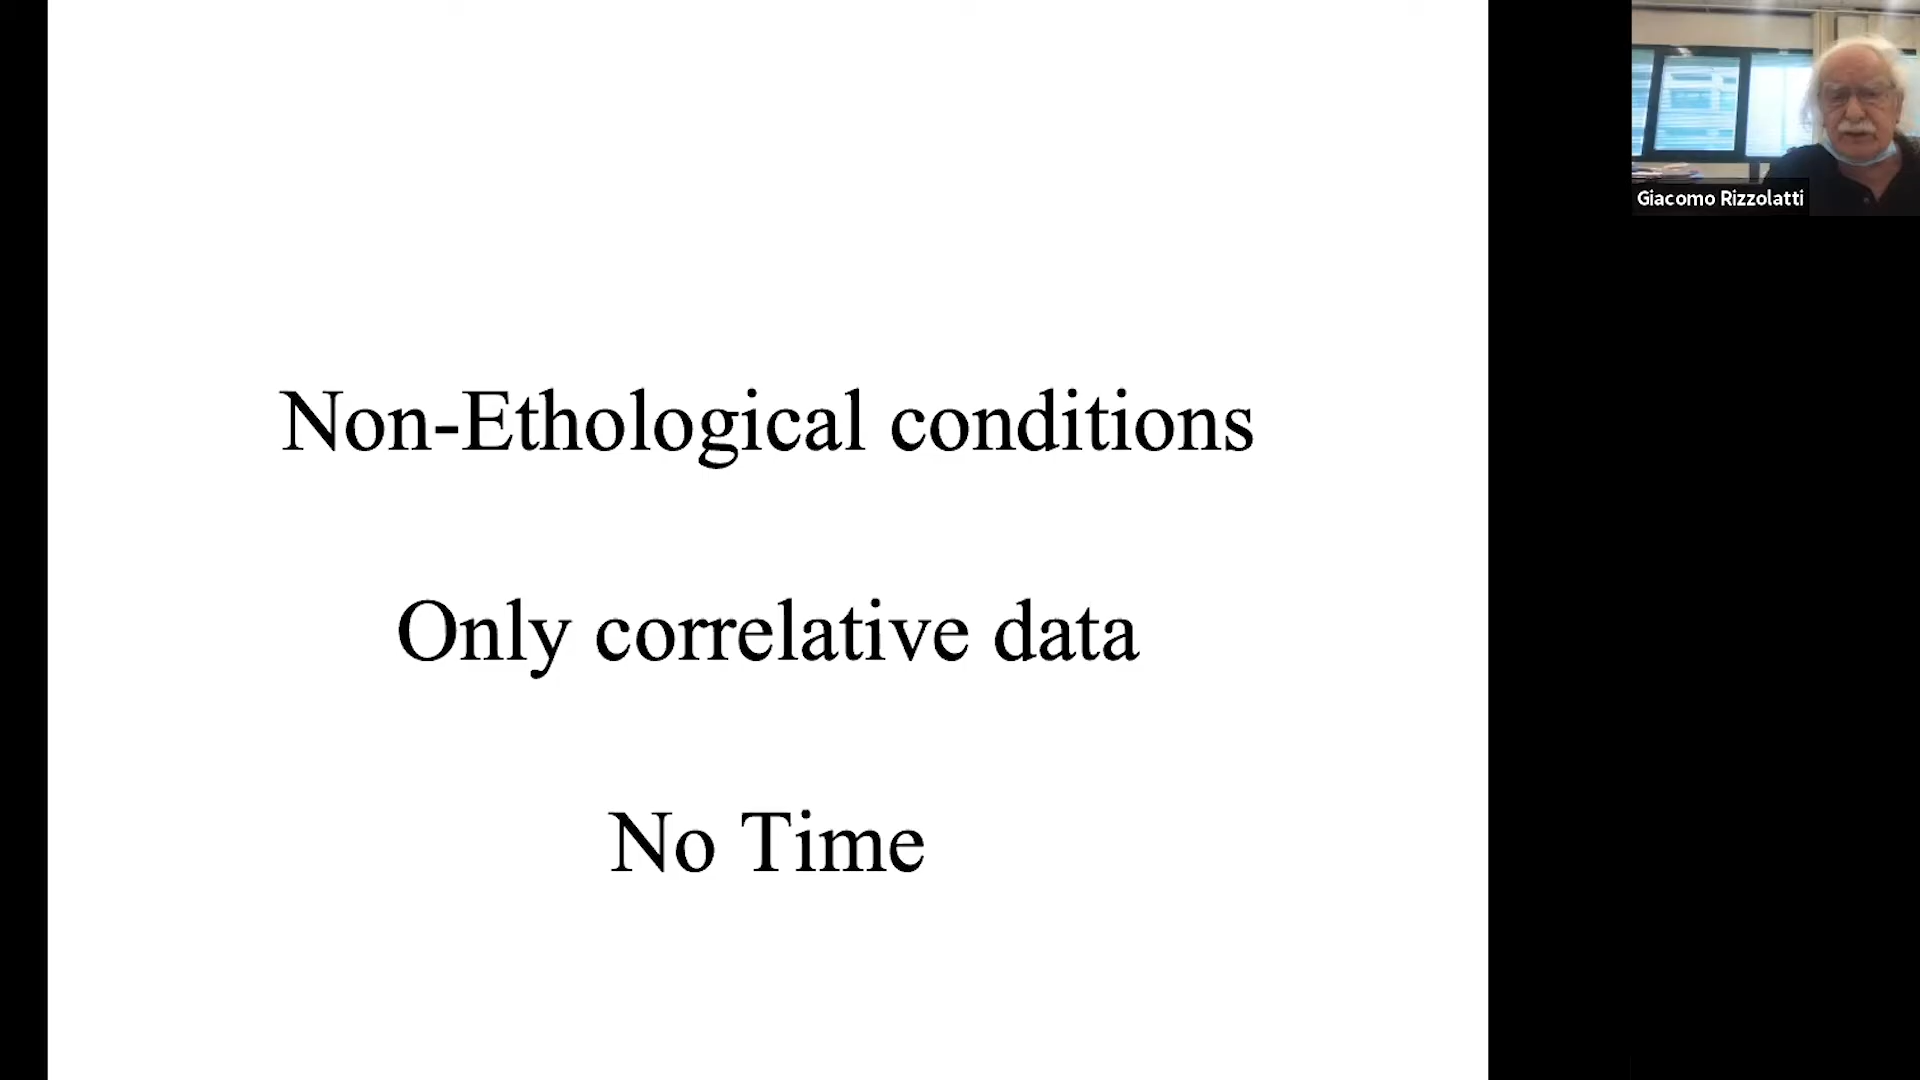 Non-Ethological conditions
Only correlative data
No Time
Giacomo Rizzolatti